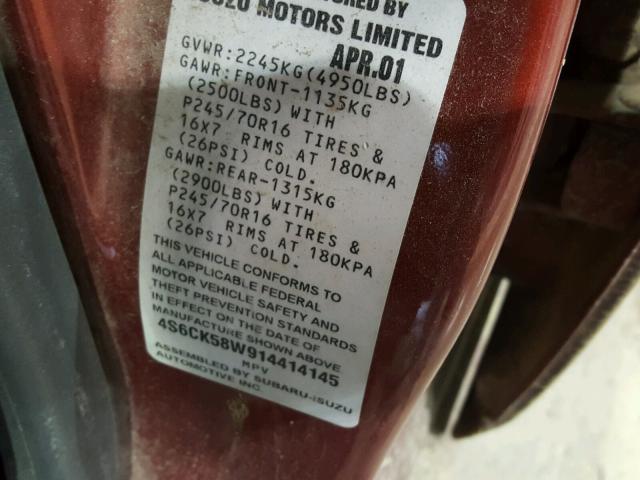 BY
MOTORS LIMITED
APR.01
GVWR:2245KG(4950LBS)
GAWR:FRONT-1135KG
(2500LBS) WITH
P245/70R16 TIRES &
16X7 RIMS AT 180KPA
(26PSI) COLD.
GAWR:REAR-1315KG
(2900LBS) WITH
P245/70R16 TIRES &
16X7 RIMS AT 180KPA
(26PSI) COLD.
THIS VEHICLE CONFORMS TO
ALL APPLICABLE FEDERAL
MOTOR VEHICLE SAFETY AND
THEFT PREVENTION STANDARDS
IN EFFECT ON THE DATE OF
MANUFACTURE SHOWN ABOVE
4S6CK58W914414145
MPV
ASSEMBLED BY SUBARU-ISUZU
AUTOMOTIVE INC.